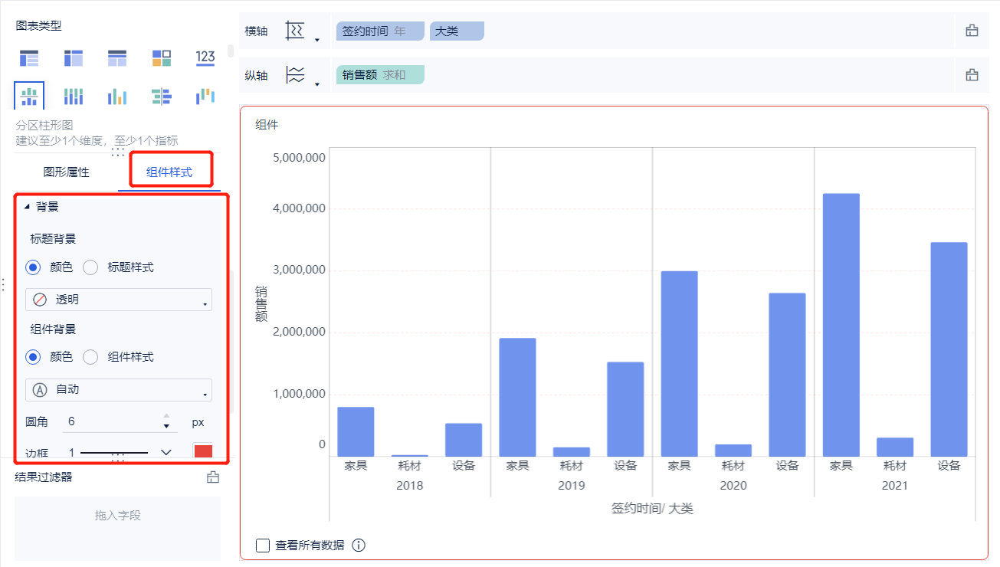 图表类型
123
分区柱形图
建议至少1个维度，至少1个指标
图形属性 组件样式
背景
标题背景
颜色 标题样式
透明
组件背景
颜色 组件样式
A 自动
圆角 6 px
边框 1
结果过滤器
拖入字段
横轴 签约时间 年 大类
纵轴 销售额 求和
组件
5,000,000
4,000,000
3,000,000
2,000,000
1,000,000
0
销售额
家具 耗材 设备 家具 耗材 设备 家具 耗材 设备 家具 耗材 设备
2018 2019 2020 2021
签约时间/ 大类
查看所有数据